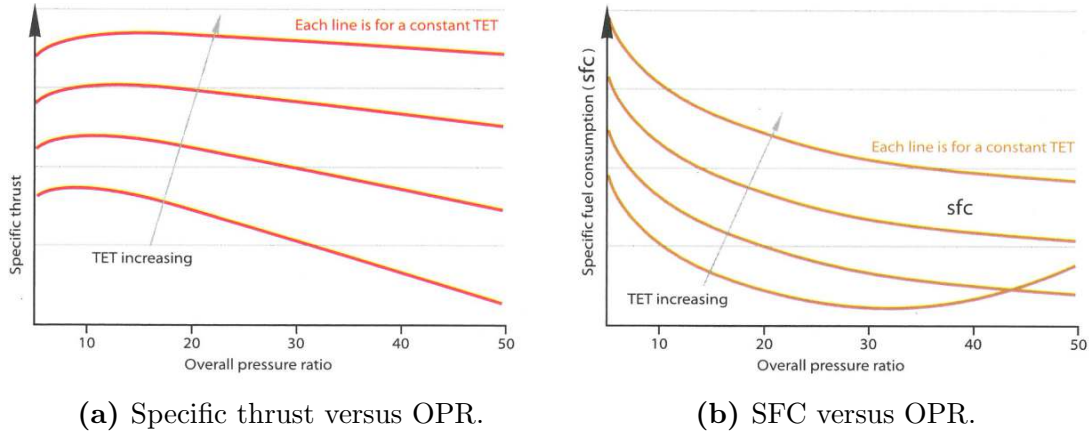 Each line is for a constant TET
Specific thrust
TET increasing
10 20 30 40 50
Overall pressure ratio
(a) Specific thrust versus OPR.
Specific fuel consumption (sfc)
Each line is for a constant TET
sfc
TET increasing
10 20 30 40 50
Overall pressure ratio
(b) SFC versus OPR.